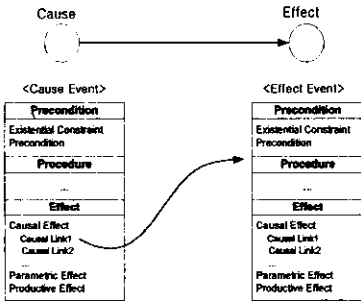 Cause
Effect
<Cause Event>
Precondition
Existential Constraint
Precondition
Procedure
...
Effect
Causal Effect
Causal Link1
Causal Link2
...
Parametric Effect
Productive Effect
<Effect Event>
Precondition
Existential Constraint
Precondition
Procedure
...
Effect
Causal Effect
Causal Link1
Causal Link2
...
Parametric Effect
Productive Effect